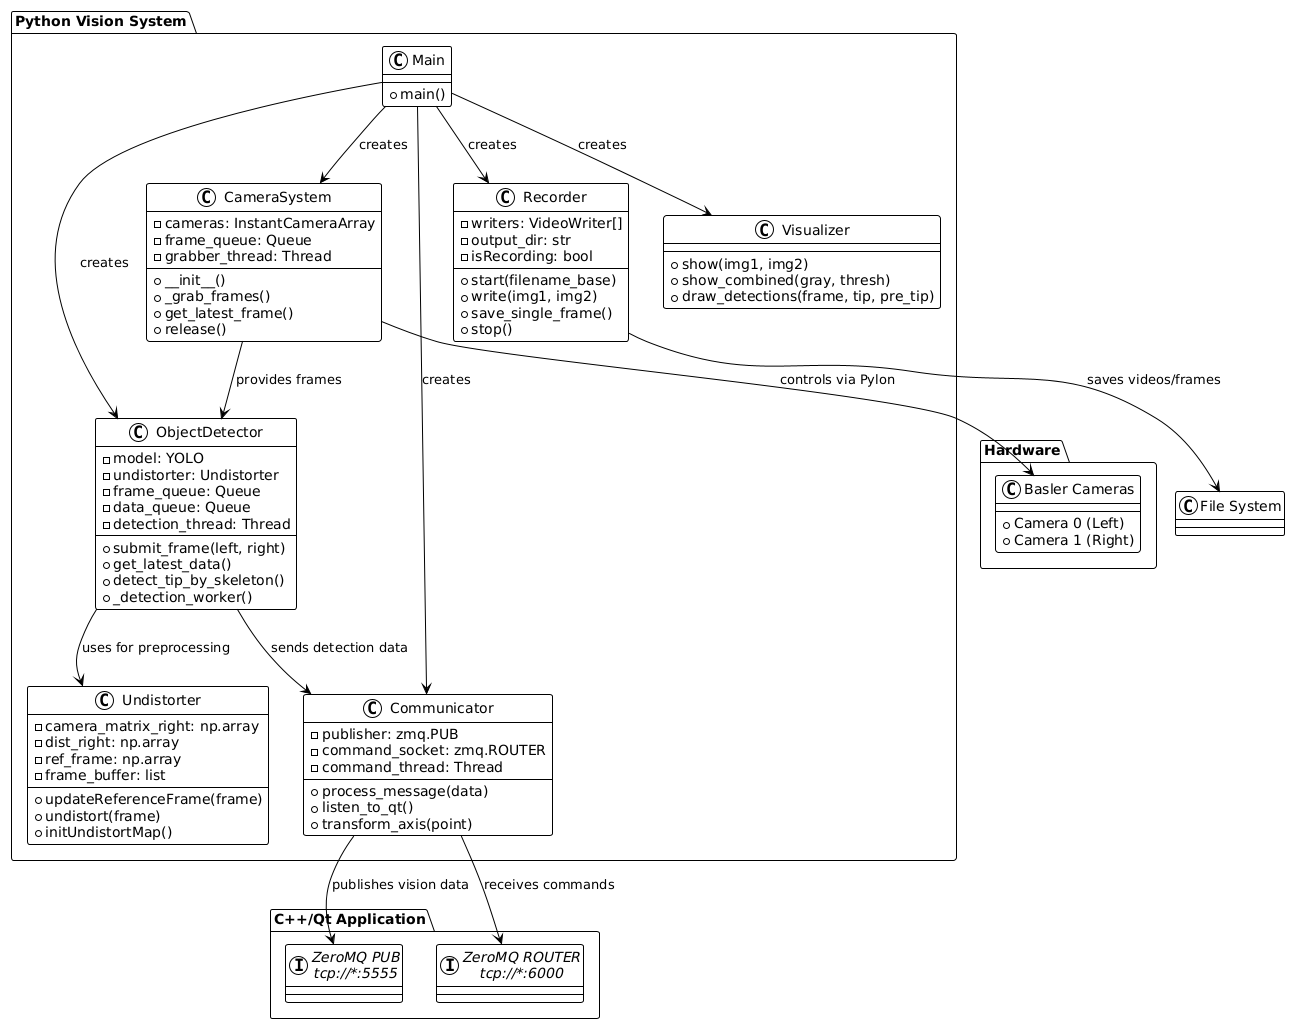 Python Vision System
C Main
main()
creates
creates
creates
creates
creates
creates
C CameraSystem
cameras: InstantCameraArray
frame_queue: Queue
grabber_thread: Thread
__init__()
_grab_frames()
get_latest_frame()
release()
C Recorder
writers: VideoWriter[]
output_dir: str
isRecording: bool
start(filename_base)
write(img1, img2)
save_single_frame()
stop()
C Visualizer
show(img1, img2)
show_combined(gray, thresh)
draw_detections(frame, tip, pre_tip)
provides frames
controls via Pylon
saves videos/frames
C ObjectDetector
model: YOLO
undistorter: Undistorter
frame_queue: Queue
data_queue: Queue
detection_thread: Thread
submit_frame(left, right)
get_latest_data()
detect_tip_by_skeleton()
_detection_worker()
Hardware
C Basler Cameras
Camera 0 (Left)
Camera 1 (Right)
C File System
uses for preprocessing
sends detection data
C Undistorter
camera_matrix_right: np.array
dist_right: np.array
ref_frame: np.array
frame_buffer: list
updateReferenceFrame(frame)
undistort(frame)
initUndistortMap()
C Communicator
publisher: zmq.PUB
command_socket: zmq.ROUTER
command_thread: Thread
process_message(data)
listen_to_qt()
transform_axis(point)
publishes vision data
receives commands
C++/Qt Application
I ZeroMQ PUB
tcp://*:5555
I ZeroMQ ROUTER
tcp://*:6000